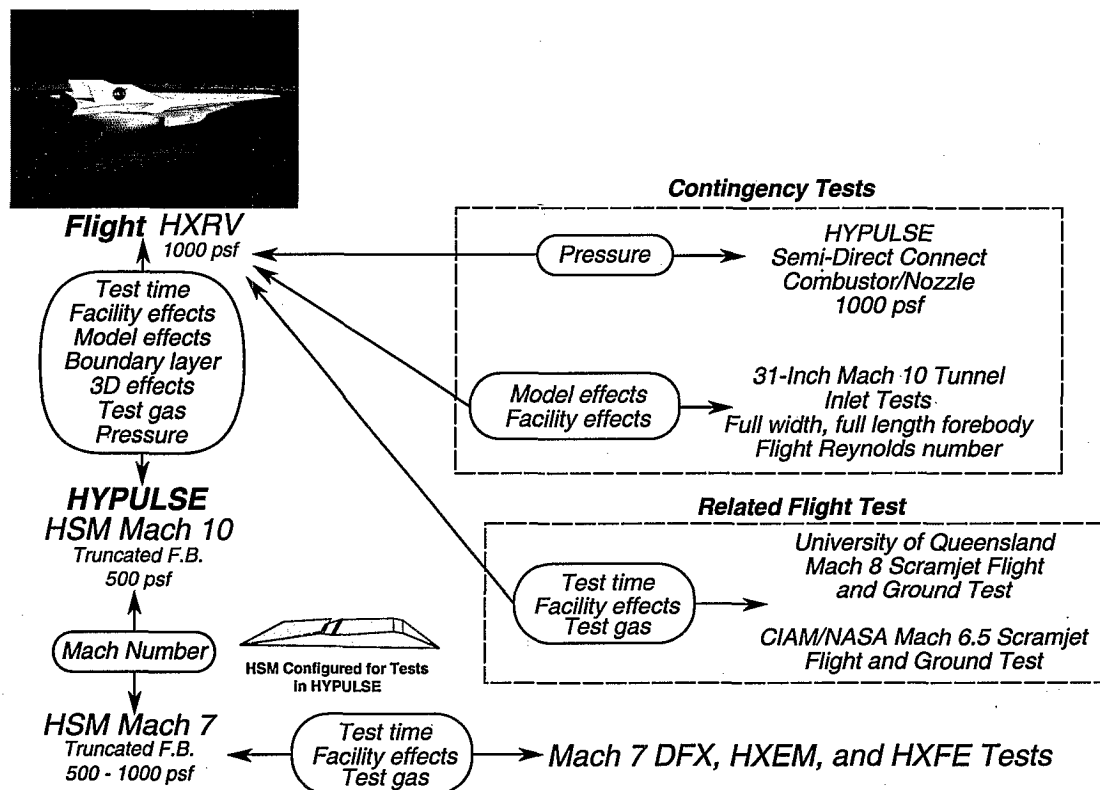 Flight HXRV
1000 psf
Test time
Facility effects
Model effects
Boundary layer
3D effects
Test gas
Pressure
HYPULSE
HSM Mach 10
Truncated F.B.
500 psf
Mach Number
HSM Configured for Tests
in HYPULSE
HSM Mach 7
Truncated F.B.
500 - 1000 psf
Test time
Facility effects
Test gas
Mach 7 DFX, HXEM, and HXFE Tests
Contingency Tests
Pressure
HYPULSE
Semi-Direct Connect
Combustor/Nozzle
1000 psf
Model effects
Facility effects
31-Inch Mach 10 Tunnel
Inlet Tests
Full width, full length forebody
Flight Reynolds number
Related Flight Test
Test time
Facility effects
Test gas
University of Queensland
Mach 8 Scramjet Flight
and Ground Test
CIAM/NASA Mach 6.5 Scramjet
Flight and Ground Test